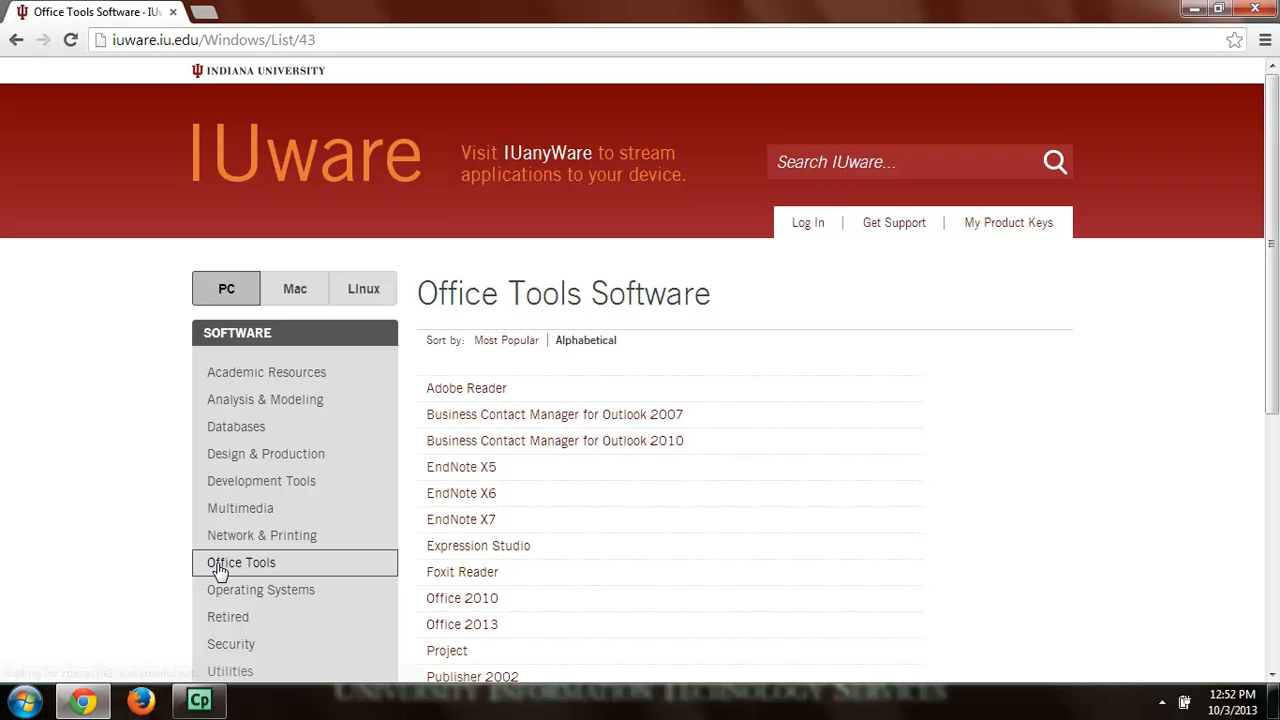 Office Tools Software · IUw
iuware.iu.edu/Windows/List/43
INDIANA UNIVERSITY
IUware
Visit IUanyWare to stream
applications to your device.
Search IUware...
Log In
Get Support
My Product Keys
PC
Mac
Linux
Office Tools Software
Sort by: Most Popular Alphabetical
SOFTWARE
Academic Resources
Analysis & Modeling
Databases
Design & Production
Development Tools
Multimedia
Network & Printing
Office Tools
Operating Systems
Retired
Security
Utilities
Adobe Reader
Business Contact Manager for Outlook 2007
Business Contact Manager for Outlook 2010
EndNote X5
EndNote X6
EndNote X7
Expression Studio
Foxit Reader
Office 2010
Office 2013
Project
Publisher 2002
Cp
12:52 PM
10/3/2013